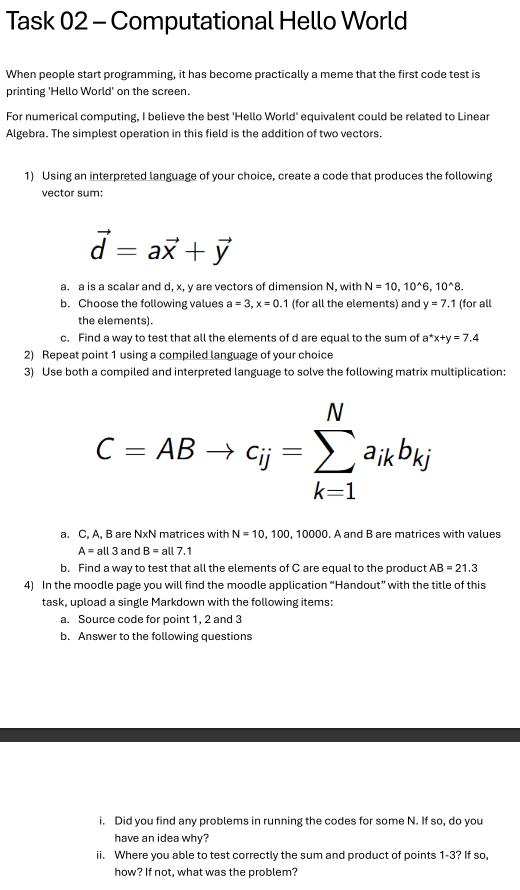 Task 02 – Computational Hello World
When people start programming, it has become practically a meme that the first code test is
printing 'Hello World' on the screen.
For numerical computing, I believe the best 'Hello World' equivalent could be related to Linear
Algebra. The simplest operation in this field is the addition of two vectors.
1) Using an interpreted language of your choice, create a code that produces the following
vector sum:
d⃗ = ax⃗ + y⃗
a. a is a scalar and d, x, y are vectors of dimension N, with N = 10, 10^6, 10^8.
b. Choose the following values a = 3, x = 0.1 (for all the elements) and y = 7.1 (for all
the elements).
c. Find a way to test that all the elements of d are equal to the sum of a*x+y = 7.4
2) Repeat point 1 using a compiled language of your choice
3) Use both a compiled and interpreted language to solve the following matrix multiplication:
N
C = AB → cij = ∑ aikbkj
k=1
a. C, A, B are NxN matrices with N = 10, 100, 10000. A and B are matrices with values
A = all 3 and B = all 7.1
b. Find a way to test that all the elements of C are equal to the product AB = 21.3
4) In the moodle page you will find the moodle application “Handout” with the title of this
task, upload a single Markdown with the following items:
a. Source code for point 1, 2 and 3
b. Answer to the following questions
i. Did you find any problems in running the codes for some N. If so, do you
have an idea why?
ii. Where you able to test correctly the sum and product of points 1-3? If so,
how? If not, what was the problem?